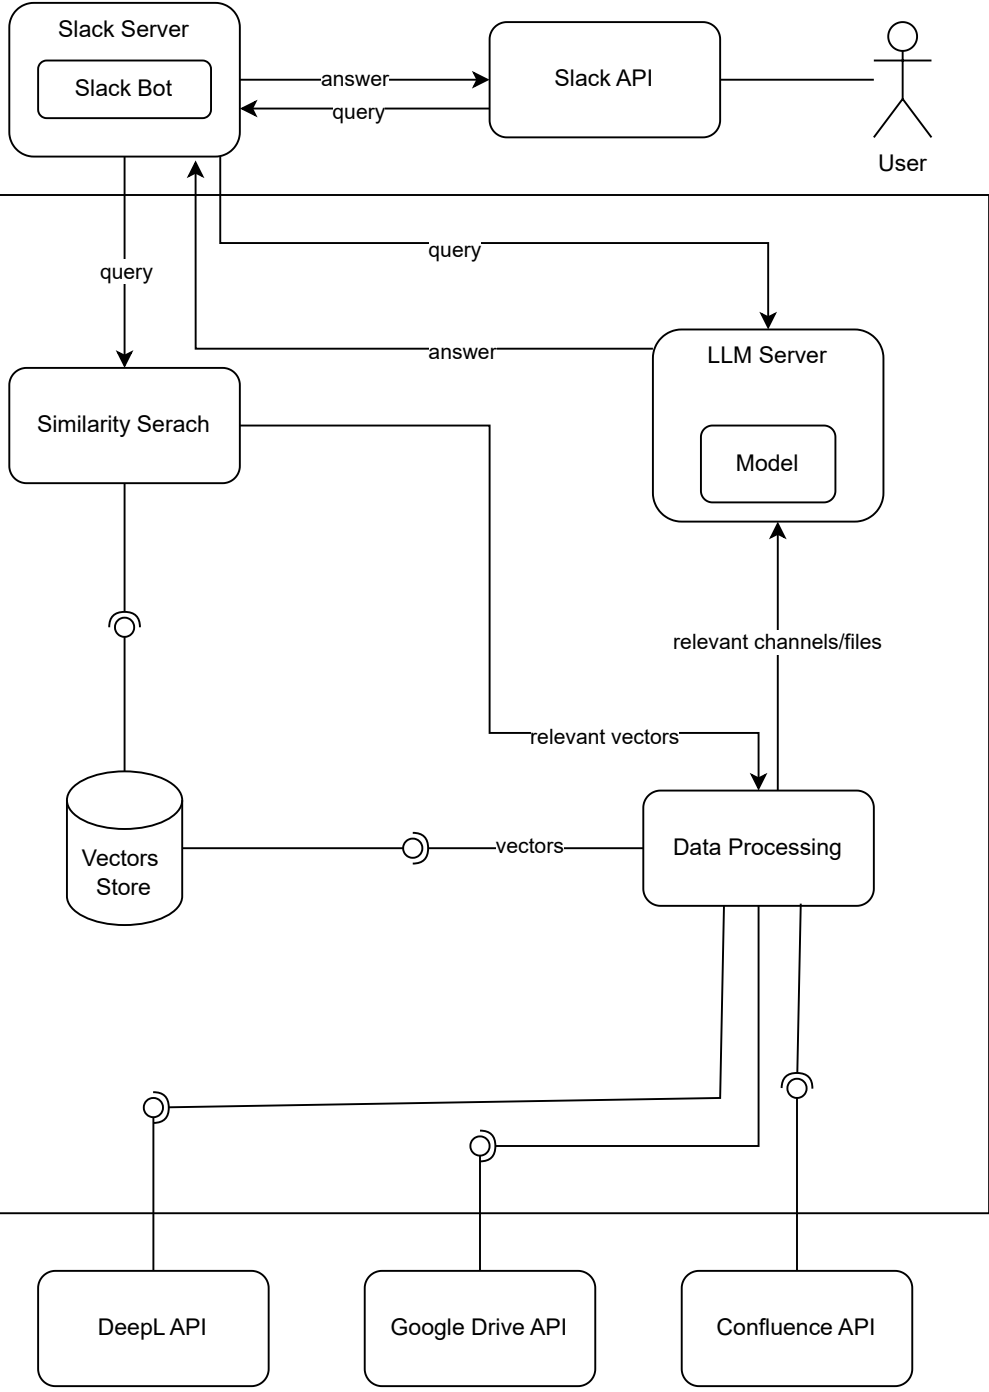 Slack Server
Slack Bot
answer
query
Slack API
User
query
query
answer
LLM Server
Model
Similarity Serach
relevant channels/files
relevant vectors
Vectors
Store
vectors
Data Processing
DeepL API
Google Drive API
Confluence API